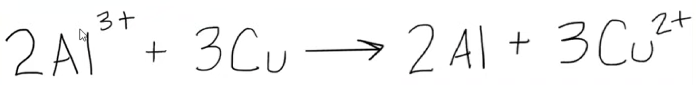 2Al³⁺ + 3Cu ⟶ 2Al + 3Cu²⁺